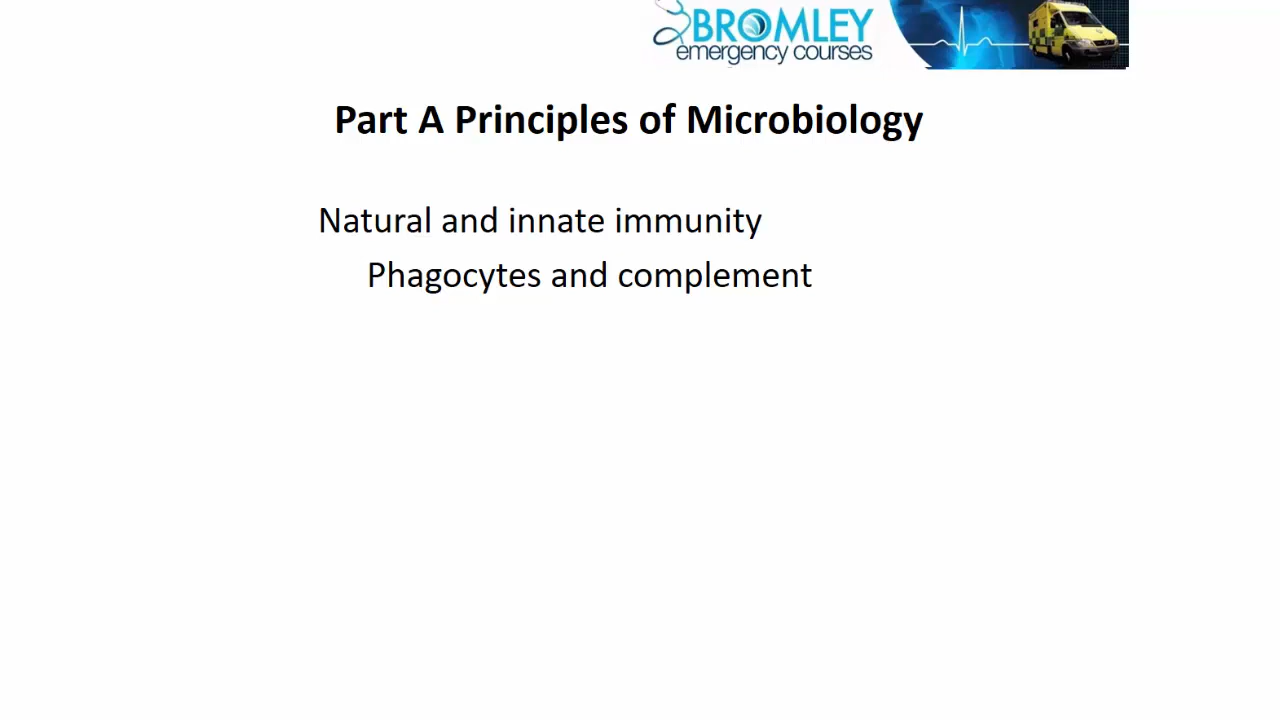 BROMLEY
emergency courses
Part A Principles of Microbiology
Natural and innate immunity
Phagocytes and complement